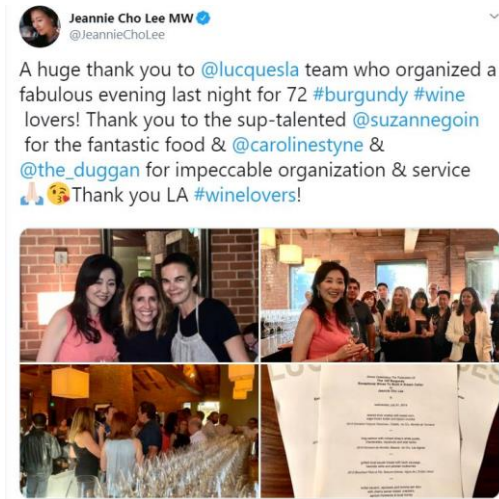 Jeannie Cho Lee MW
@JeannieChoLee
A huge thank you to @lucquesla team who organized a
fabulous evening last night for 72 #burgundy #wine
lovers! Thank you to the sup-talented @suzannegoin
for the fantastic food & @carolinestyne &
@the_duggan for impeccable organization & service
🙏🏻😘Thank you LA #winelovers!